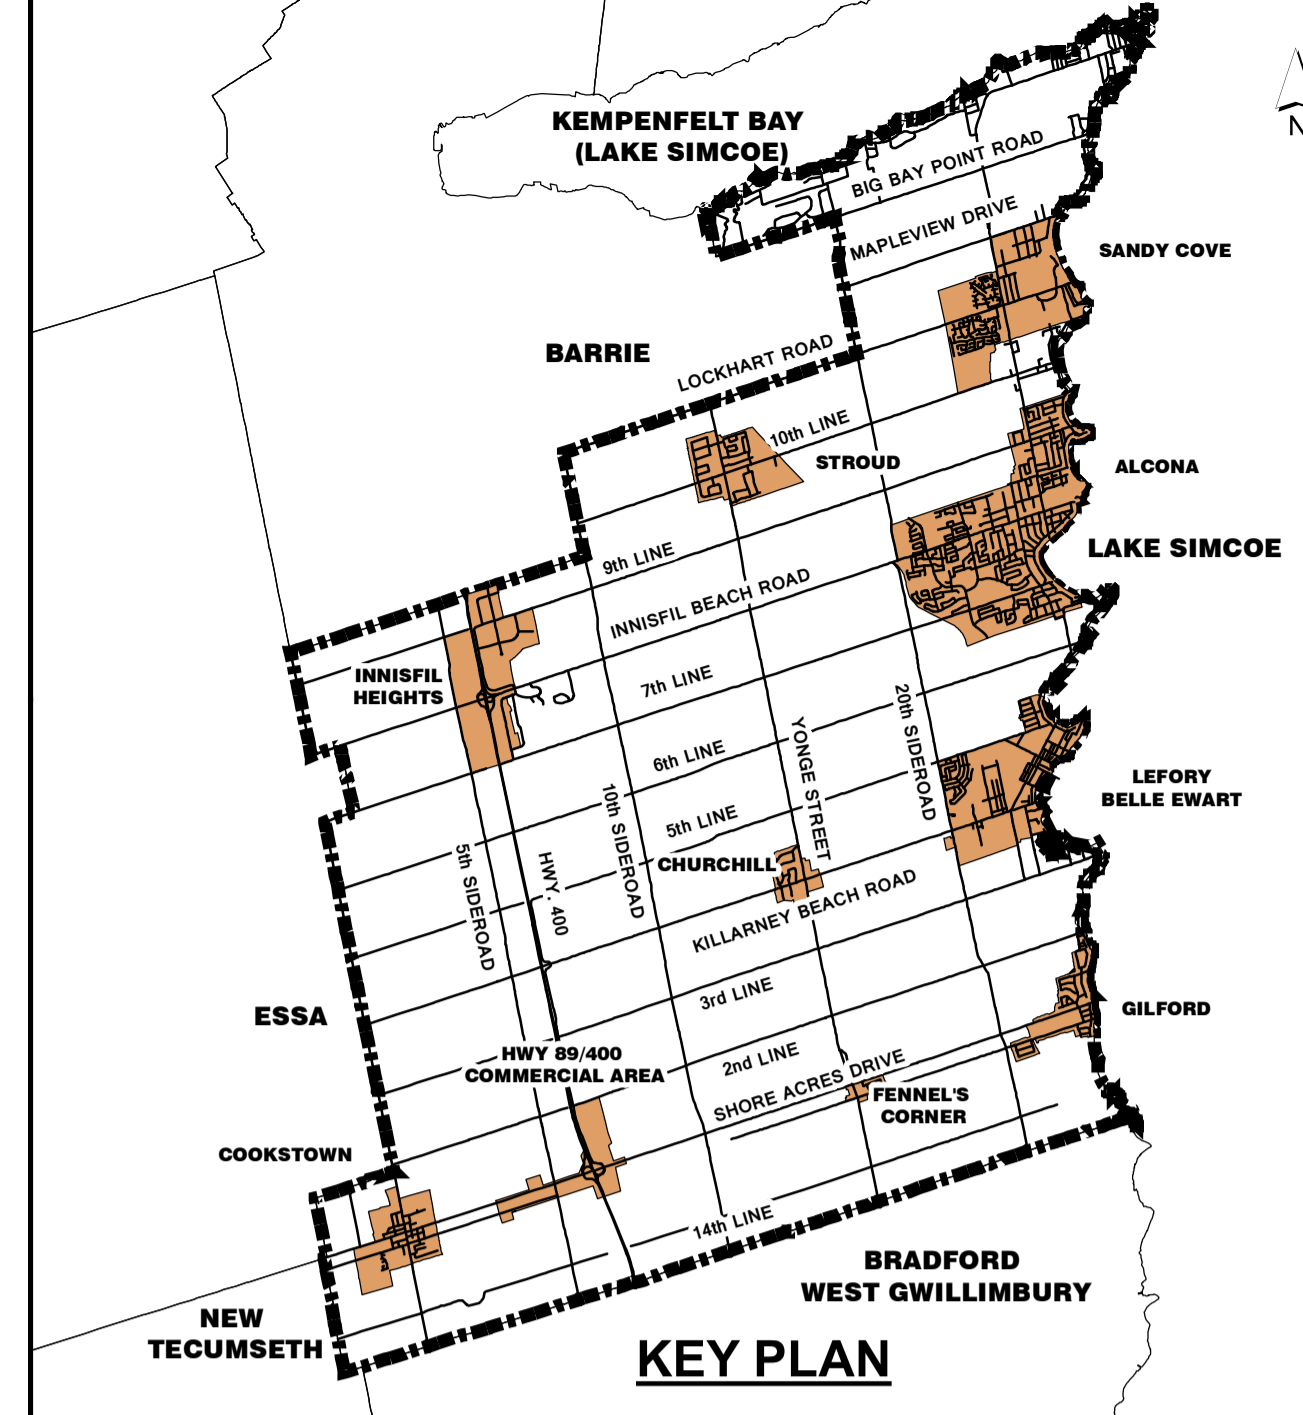 KEMPENFELT BAY
(LAKE SIMCOE)
N
BIG BAY POINT ROAD
MAPLEVIEW DRIVE
SANDY COVE
BARRIE
LOCKHART ROAD
10th LINE
STROUD
ALCONA
LAKE SIMCOE
9th LINE
INNISFIL BEACH ROAD
INNISFIL
HEIGHTS
7th LINE
20th SIDEROAD
YONGE STREET
6th LINE
10th SIDEROAD
LEFORY
BELLE EWART
5th LINE
5th SIDEROAD
HWY. 400
CHURCHILL
KILLARNEY BEACH ROAD
3rd LINE
ESSA
GILFORD
HWY 89/400
COMMERCIAL AREA
2nd LINE
SHORE ACRES DRIVE
FENNEL'S
CORNER
COOKSTOWN
14th LINE
BRADFORD
WEST GWILLIMBURY
NEW
TECUMSETH
KEY PLAN